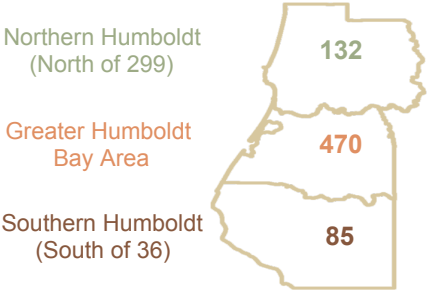 Northern Humboldt
(North of 299)
132
Greater Humboldt
Bay Area
470
Southern Humboldt
(South of 36)
85